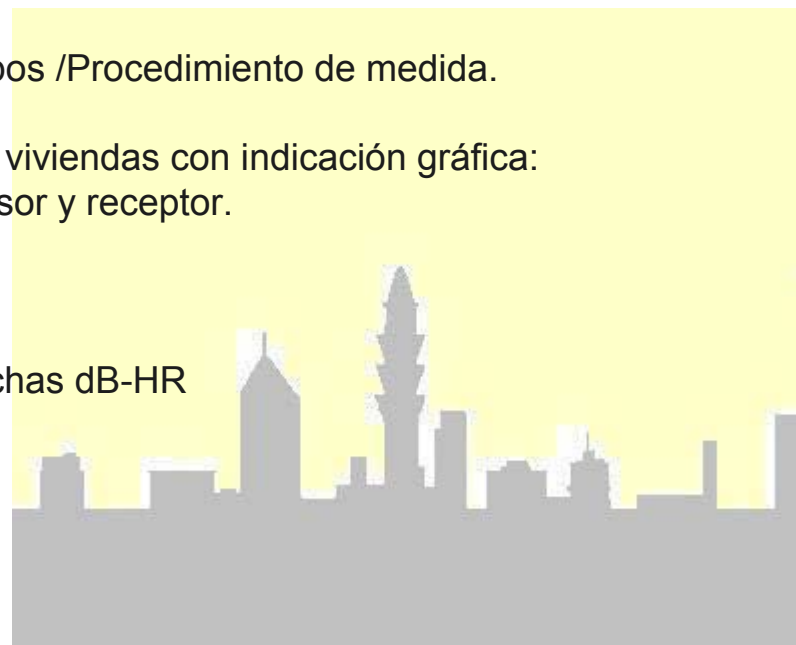 pos /Procedimiento de medida.
viviendas con indicación gráfica:
sor y receptor.
chas dB-HR